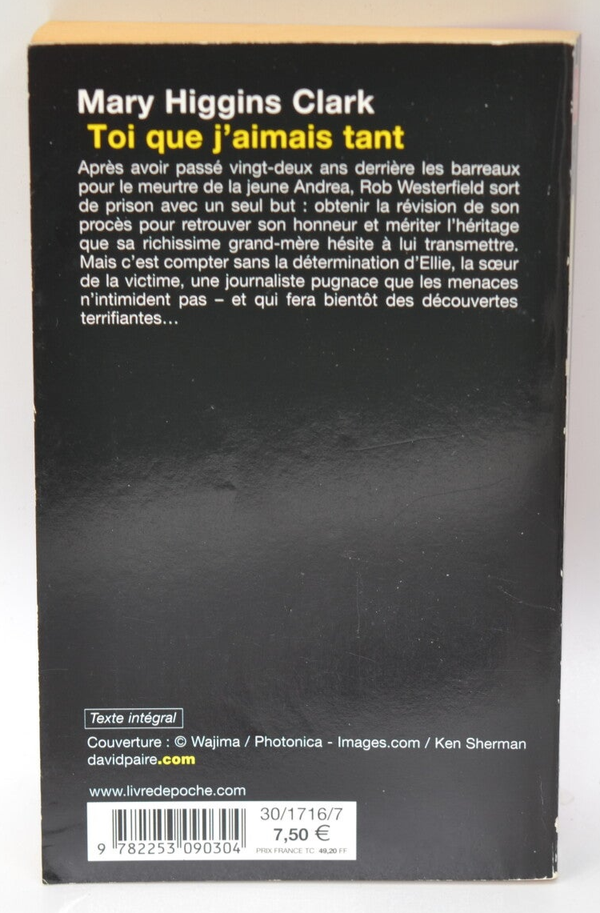 Mary Higgins Clark
Toi que j'aimais tant
Après avoir passé vingt-deux ans derrière les barreaux
pour le meurtre de la jeune Andrea, Rob Westerfield sort
de prison avec un seul but : obtenir la révision de son
procès pour retrouver son honneur et mériter l'héritage
que sa richissime grand-mère hésite à lui transmettre.
Mais c'est compter sans la détermination d'Ellie, la sœur
de la victime, une journaliste pugnace que les menaces
n'intimident pas – et qui fera bientôt des découvertes
terrifiantes…
Texte intégral
Couverture : © Wajima / Photonica - Images.com / Ken Sherman
davidpaire.com
www.livredepoche.com
30/1716/7
7,50 €
PRIX FRANCE TC 49,20 FF
9 782253 090304